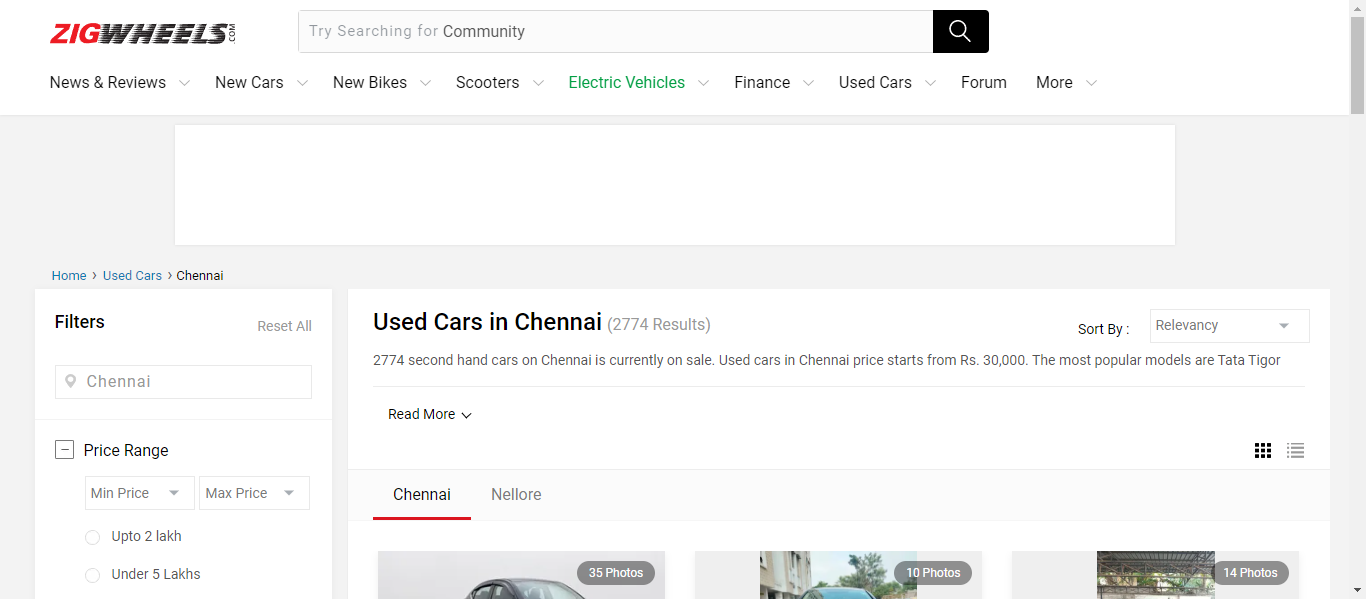 ZIGWHEELS.COM
Try Searching for Community
News & Reviews New Cars New Bikes Scooters Electric Vehicles Finance Used Cars Forum More
Home › Used Cars › Chennai
Filters
Reset All
Chennai
Price Range
Min Price Max Price
Upto 2 lakh
Under 5 Lakhs
Used Cars in Chennai (2774 Results)
Sort By : Relevancy
2774 second hand cars on Chennai is currently on sale. Used cars in Chennai price starts from Rs. 30,000. The most popular models are Tata Tigor
Read More
Chennai Nellore
35 Photos 10 Photos 14 Photos